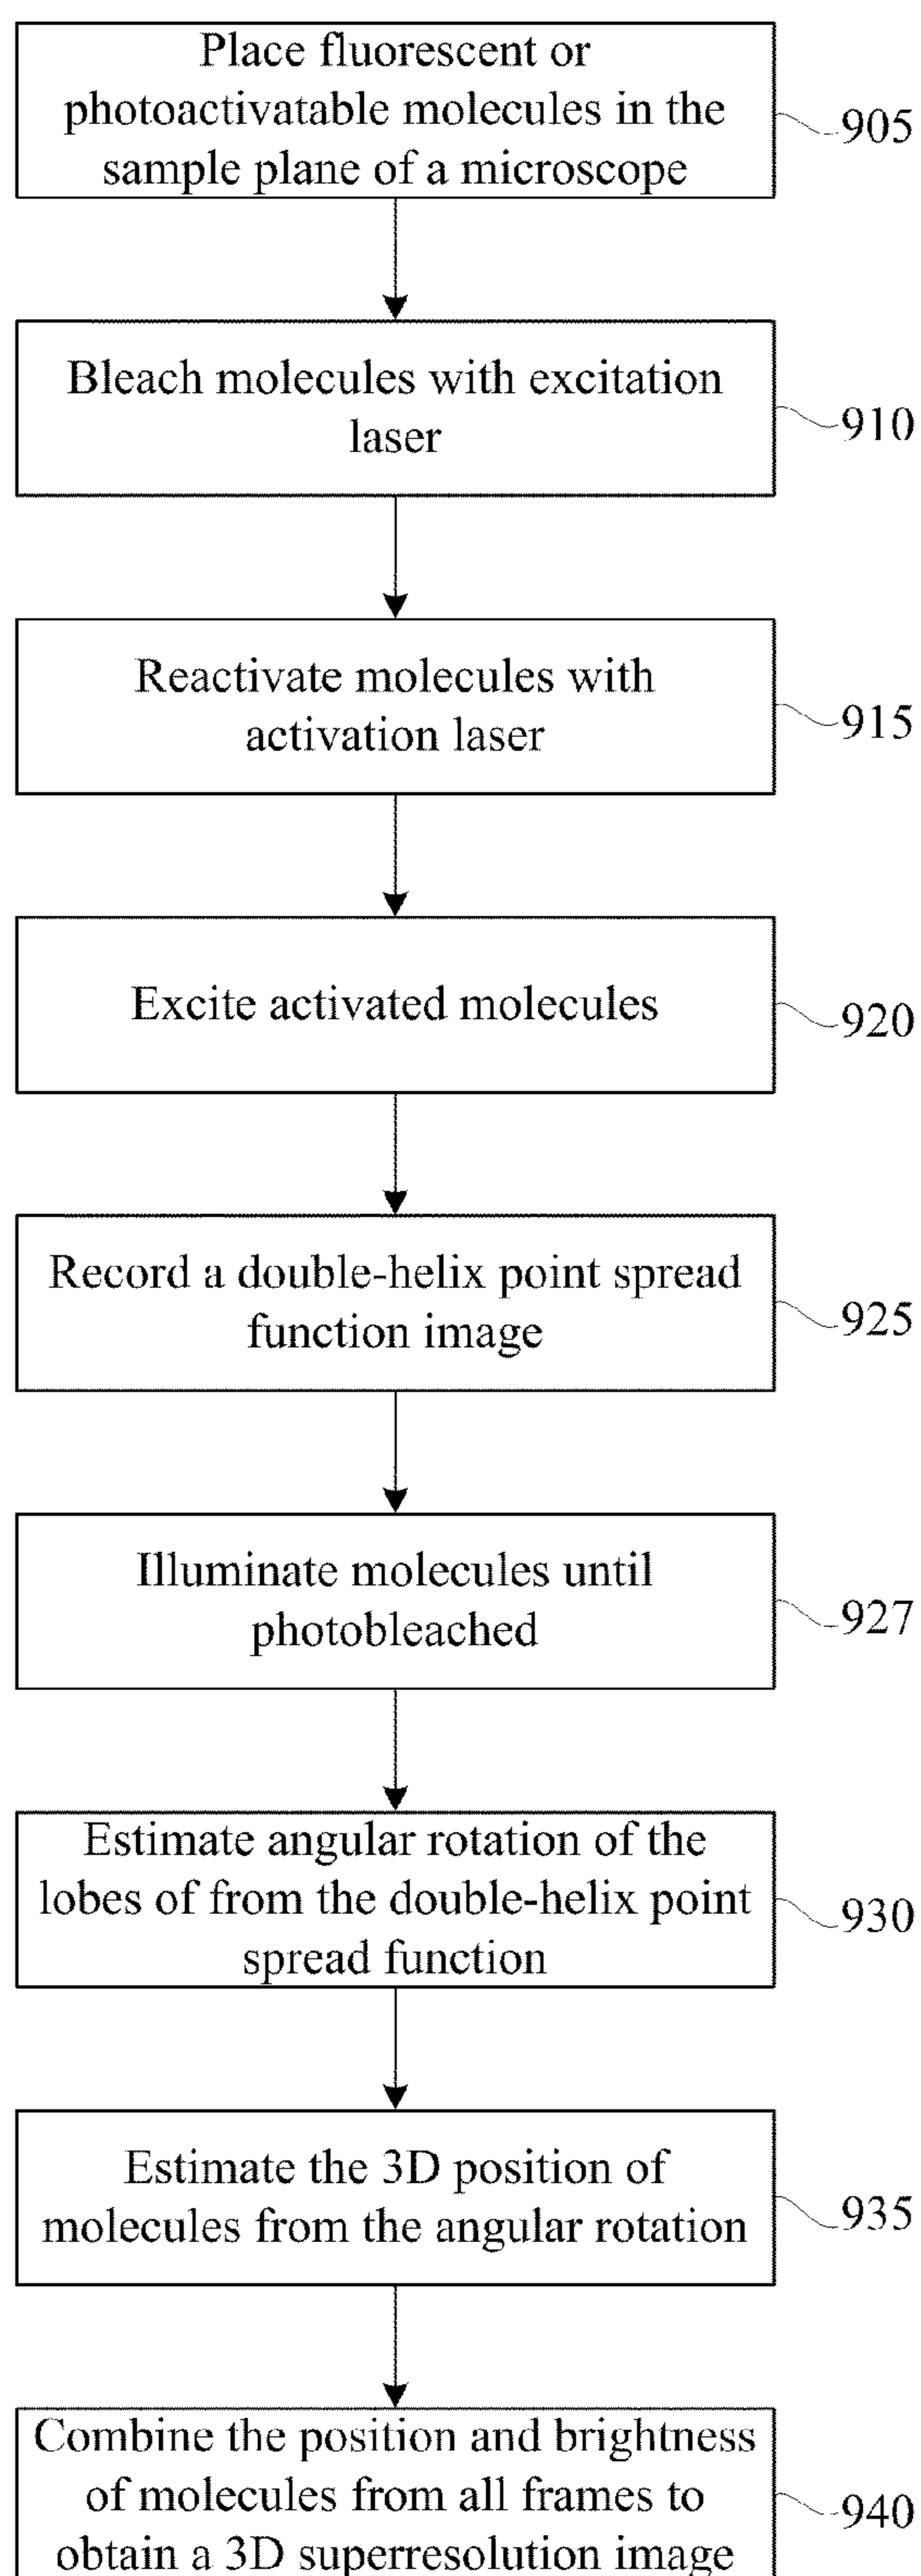 Place fluorescent or
photoactivatable molecules in the
sample plane of a microscope
905
Bleach molecules with excitation
laser
910
Reactivate molecules with
activation laser
915
Excite activated molecules
920
Record a double-helix point spread
function image
925
Illuminate molecules until
photobleached
927
Estimate angular rotation of the
lobes of from the double-helix point
spread function
930
Estimate the 3D position of
molecules from the angular rotation
935
Combine the position and brightness
of molecules from all frames to
obtain a 3D superresolution image
940